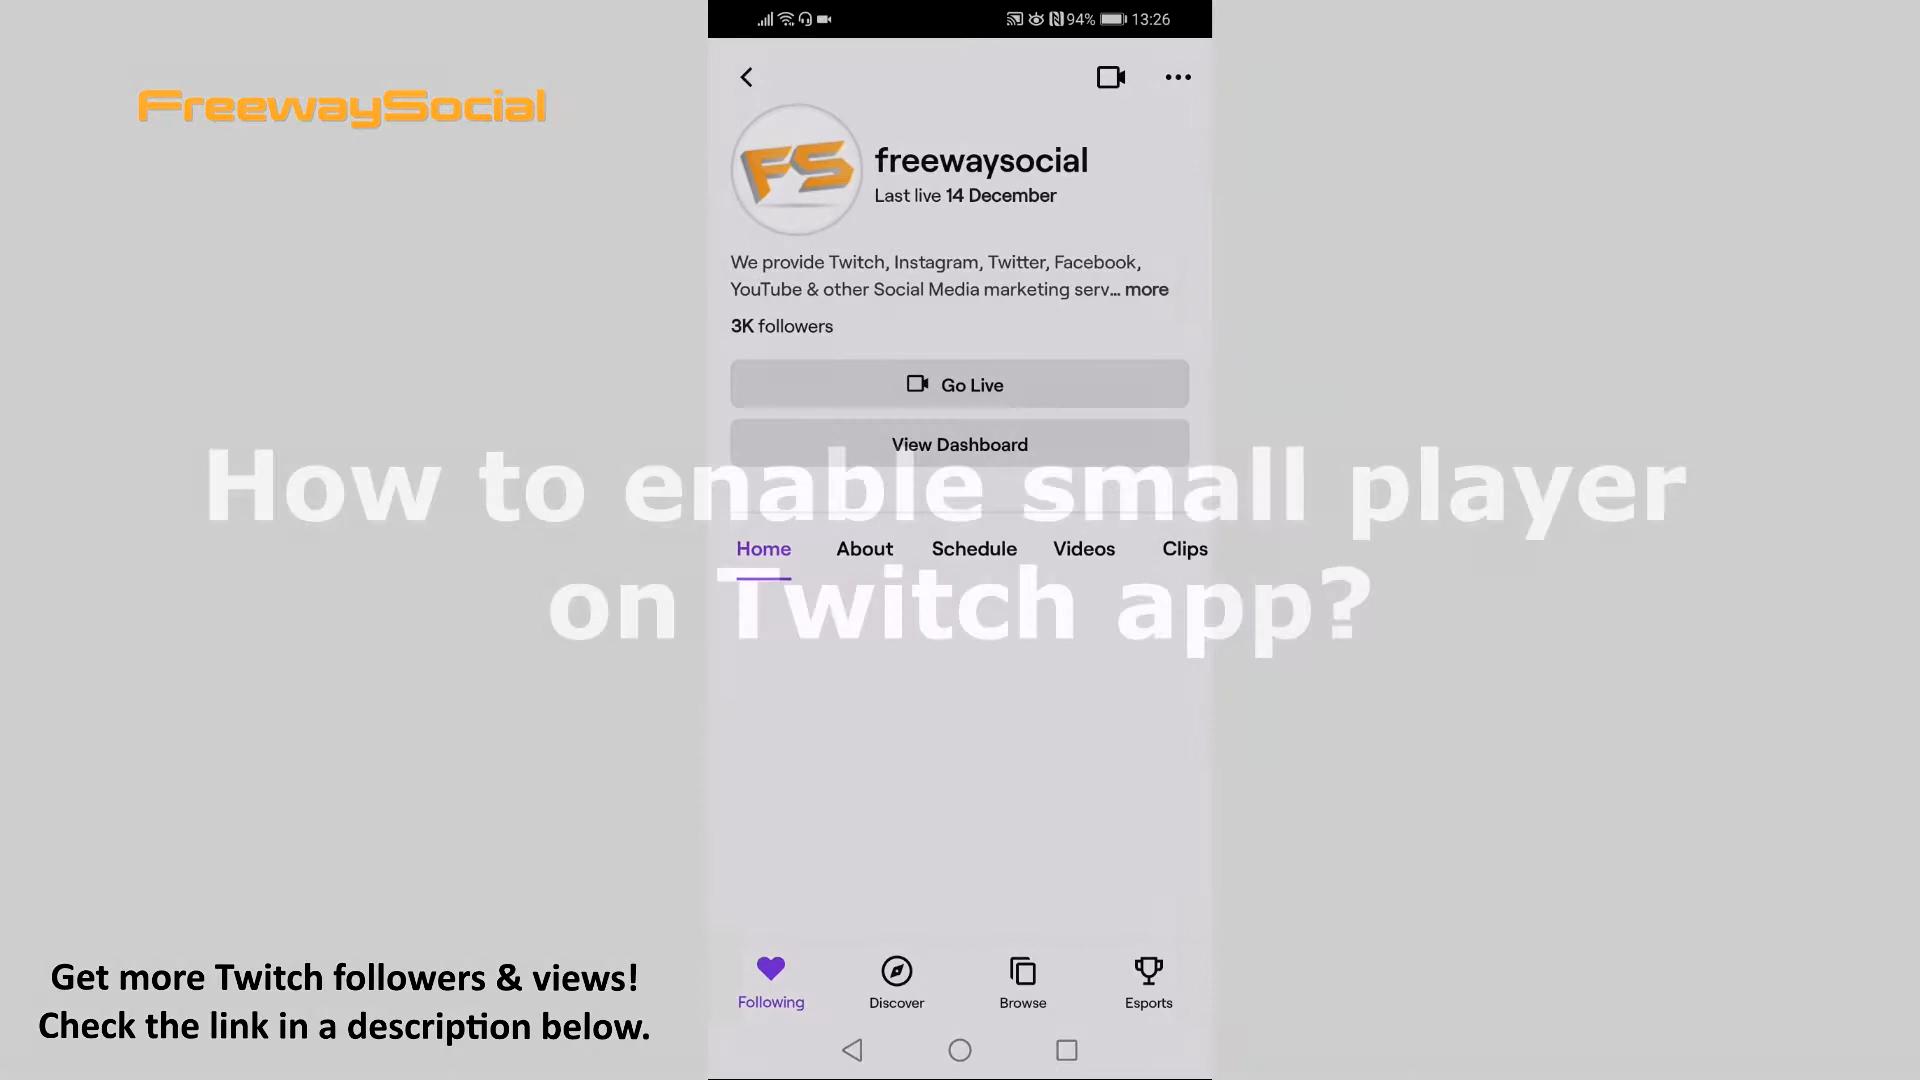 94% 13:26
FreewaySocial
FS
freewaysocial
Last live 14 December
We provide Twitch, Instagram, Twitter, Facebook,
YouTube & other Social Media marketing serv... more
3K followers
Go Live
View Dashboard
How to enable small player
on Twitch app?
Home About Schedule Videos Clips
Following Discover Browse Esports
Get more Twitch followers & views!
Check the link in a description below.